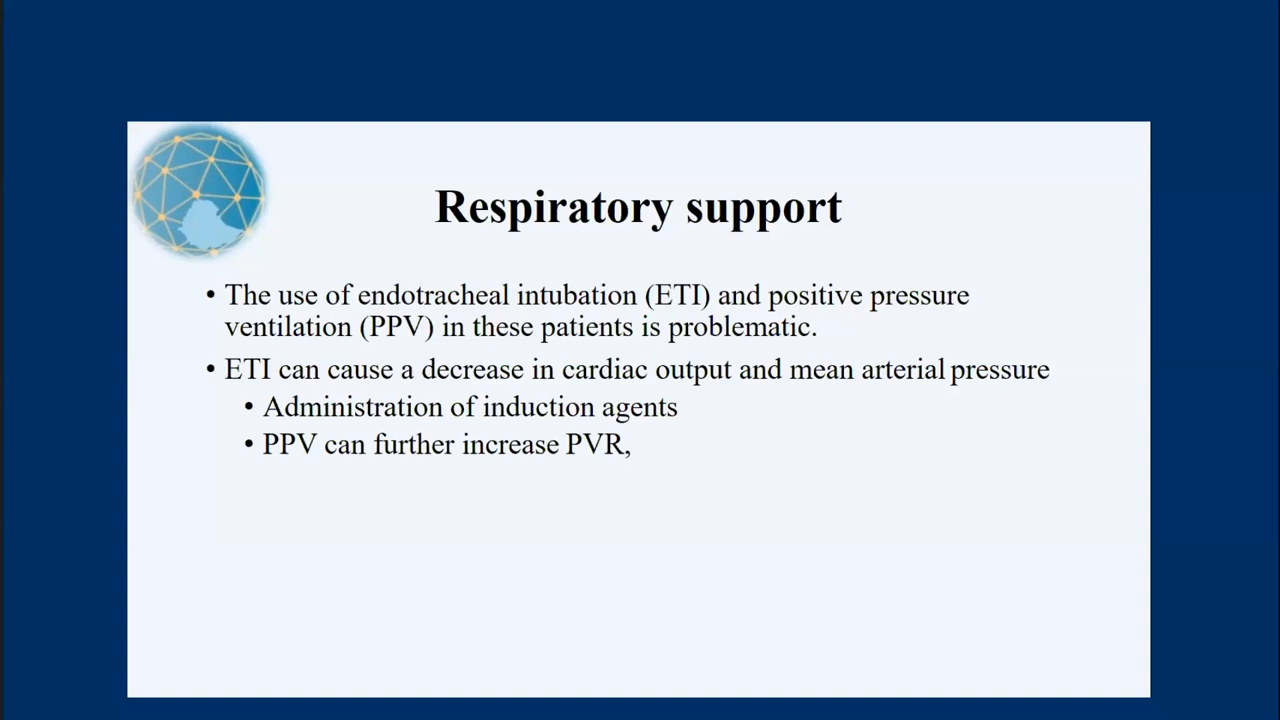 Respiratory support
• The use of endotracheal intubation (ETI) and positive pressure
ventilation (PPV) in these patients is problematic.
• ETI can cause a decrease in cardiac output and mean arterial pressure
• Administration of induction agents
• PPV can further increase PVR,